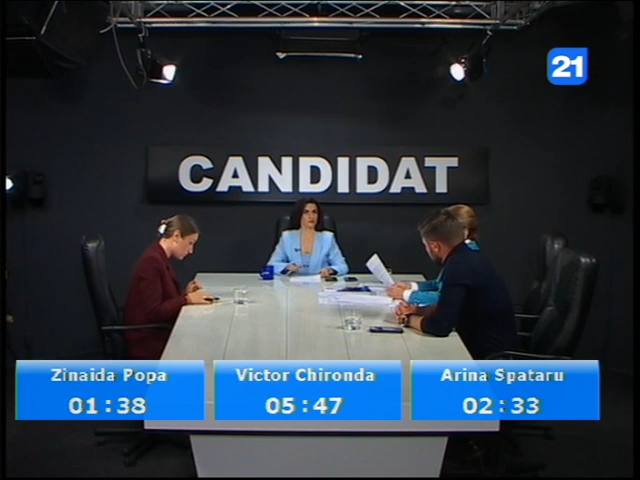 21
CANDIDAT
Zinaida Popa
01:38
Victor Chironda
05:47
Arina Spataru
02:33